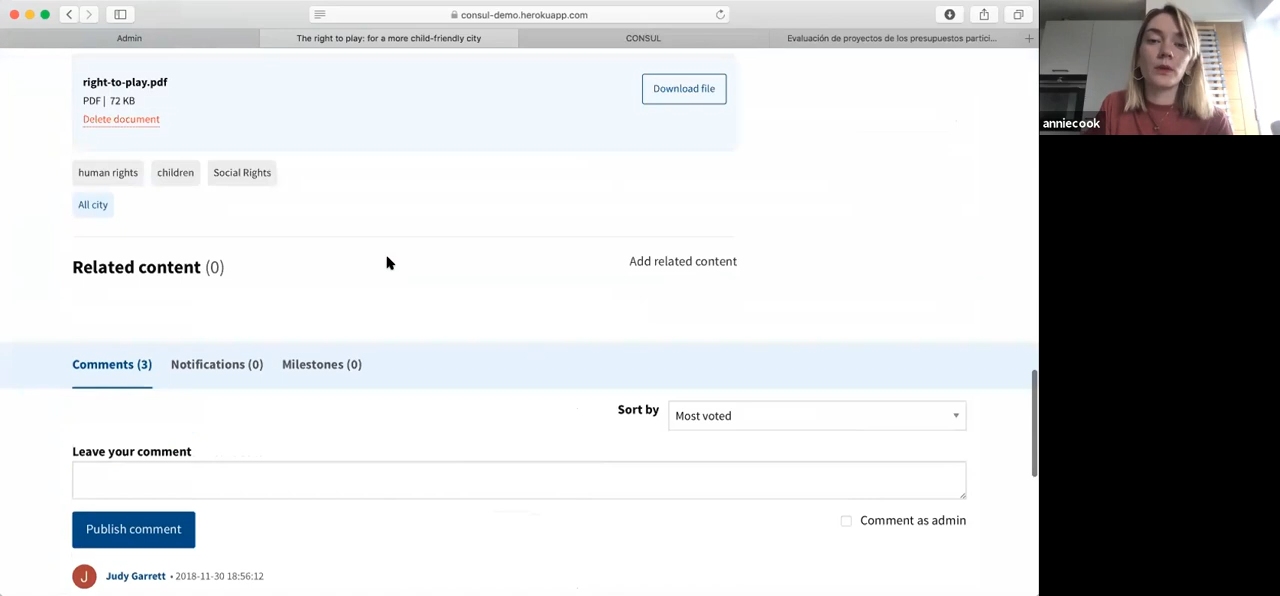 consul-demo.herokuapp.com
Admin
The right to play: for a more child-friendly city
CONSUL
Evaluación de proyectos de los presupuestos partici...
anniecook
right-to-play.pdf
PDF | 72 KB
Download file
Delete document
human rights
children
Social Rights
All city
Related content (0)
Add related content
Comments (3)
Notifications (0)
Milestones (0)
Sort by
Most voted
Leave your comment
Publish comment
Comment as admin
J
Judy Garrett • 2018-11-30 18:56:12